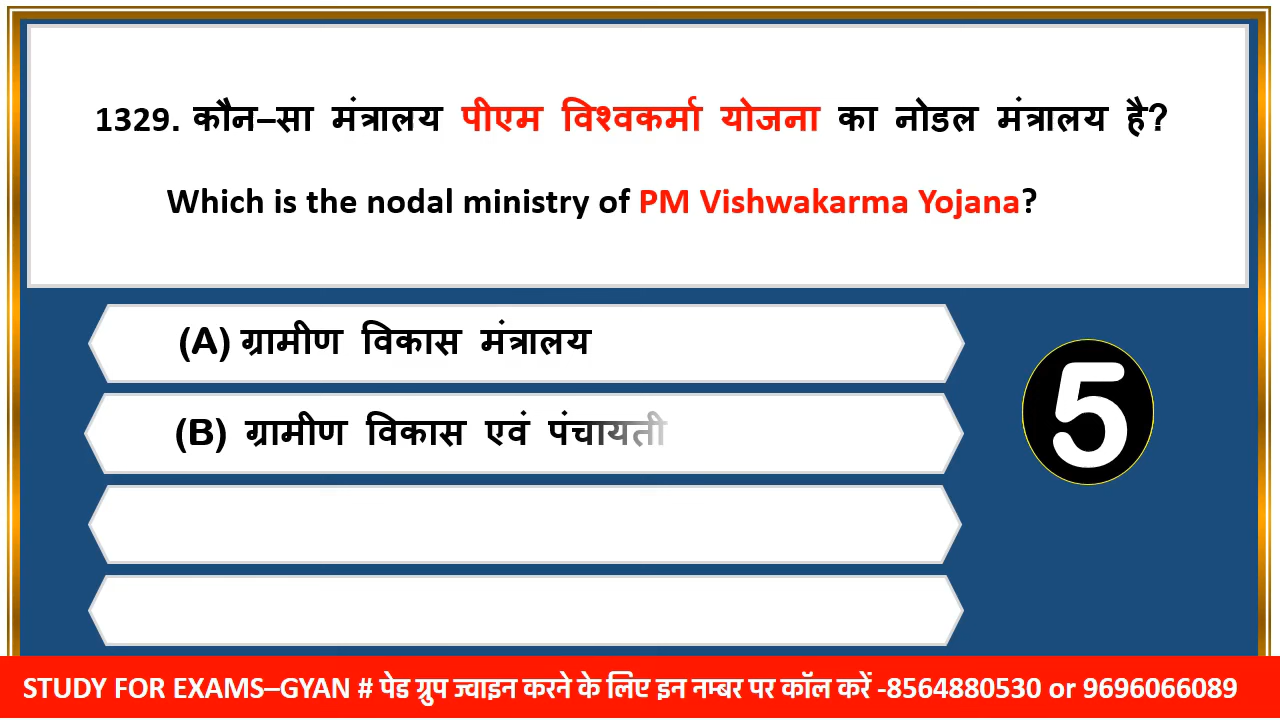 1329. कौन–सा मंत्रालय पीएम विश्वकर्मा योजना का नोडल मंत्रालय है?
Which is the nodal ministry of PM Vishwakarma Yojana?
(A) ग्रामीण विकास मंत्रालय
(B) ग्रामीण विकास एवं पंचायती
5
STUDY FOR EXAMS–GYAN # पेड ग्रुप ज्वाइन करने के लिए इन नम्बर पर कॉल करें -8564880530 or 9696066089